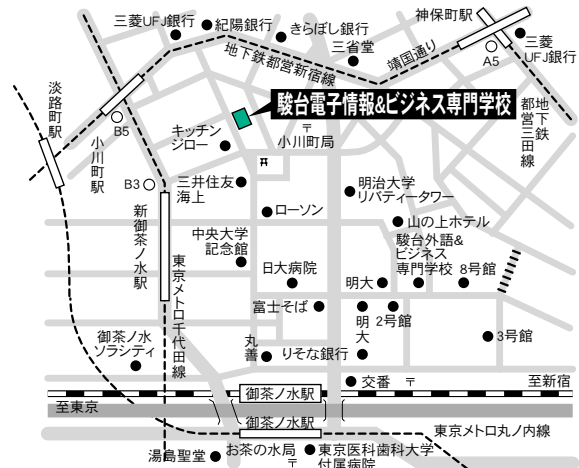 三菱UFJ銀行
紀陽銀行
きらぼし銀行
三省堂
神保町駅
靖国通り
A5
三菱
UFJ銀行
地下鉄都営新宿線
淡路町駅
小川町駅
B5
駿台電子情報&ビジネス専門学校
地下鉄
都営三田線
キッチン
ジロー
〒
小川町局
B3
三井住友
海上
明治大学
リバティータワー
ローソン
山の上ホテル
新御茶ノ水駅
中央大学
記念館
駿台外語&
ビジネス
専門学校
8号館
東京メトロ千代田線
日大病院
明大
富士そば
明大
2号館
3号館
御茶ノ水
ソラシティ
丸善
りそな銀行
交番
〒
御茶ノ水駅
至東京
至新宿
御茶ノ水駅
東京メトロ丸ノ内線
湯島聖堂
お茶の水局
〒
東京医科歯科大学
付属病院